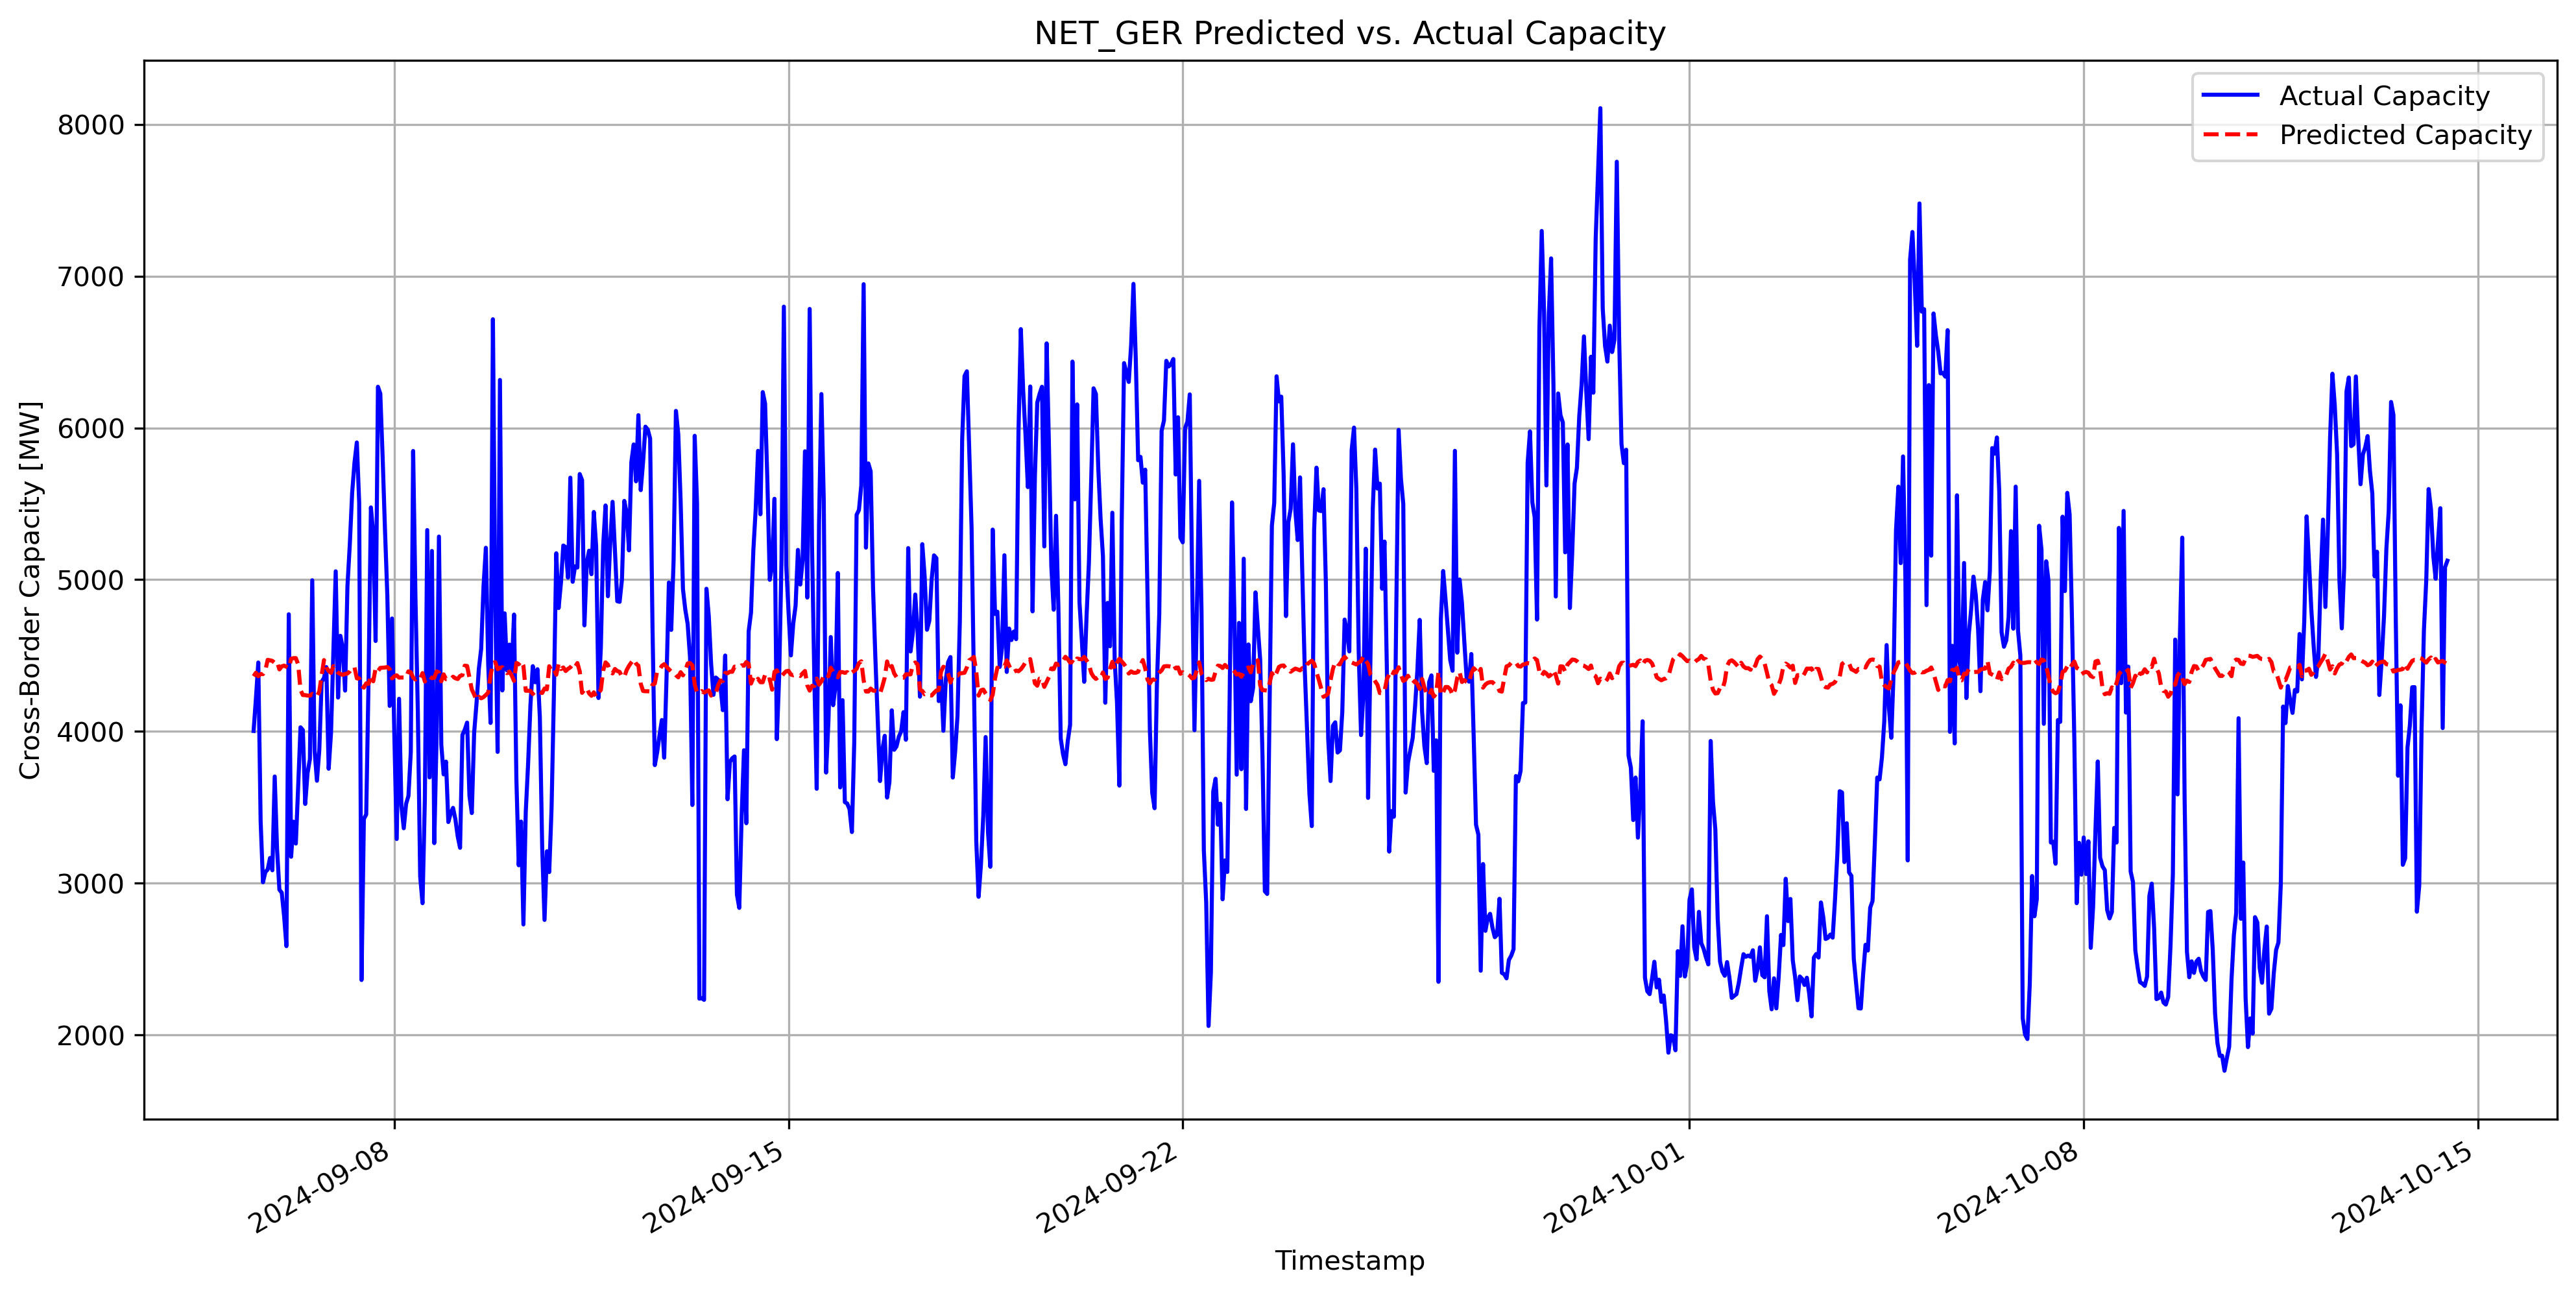 NET_GER Predicted vs. Actual Capacity
Actual Capacity
Predicted Capacity
Cross-Border Capacity [MW]
8000
7000
6000
5000
4000
3000
2000
2024-09-08
2024-09-15
2024-09-22
2024-10-01
2024-10-08
2024-10-15
Timestamp